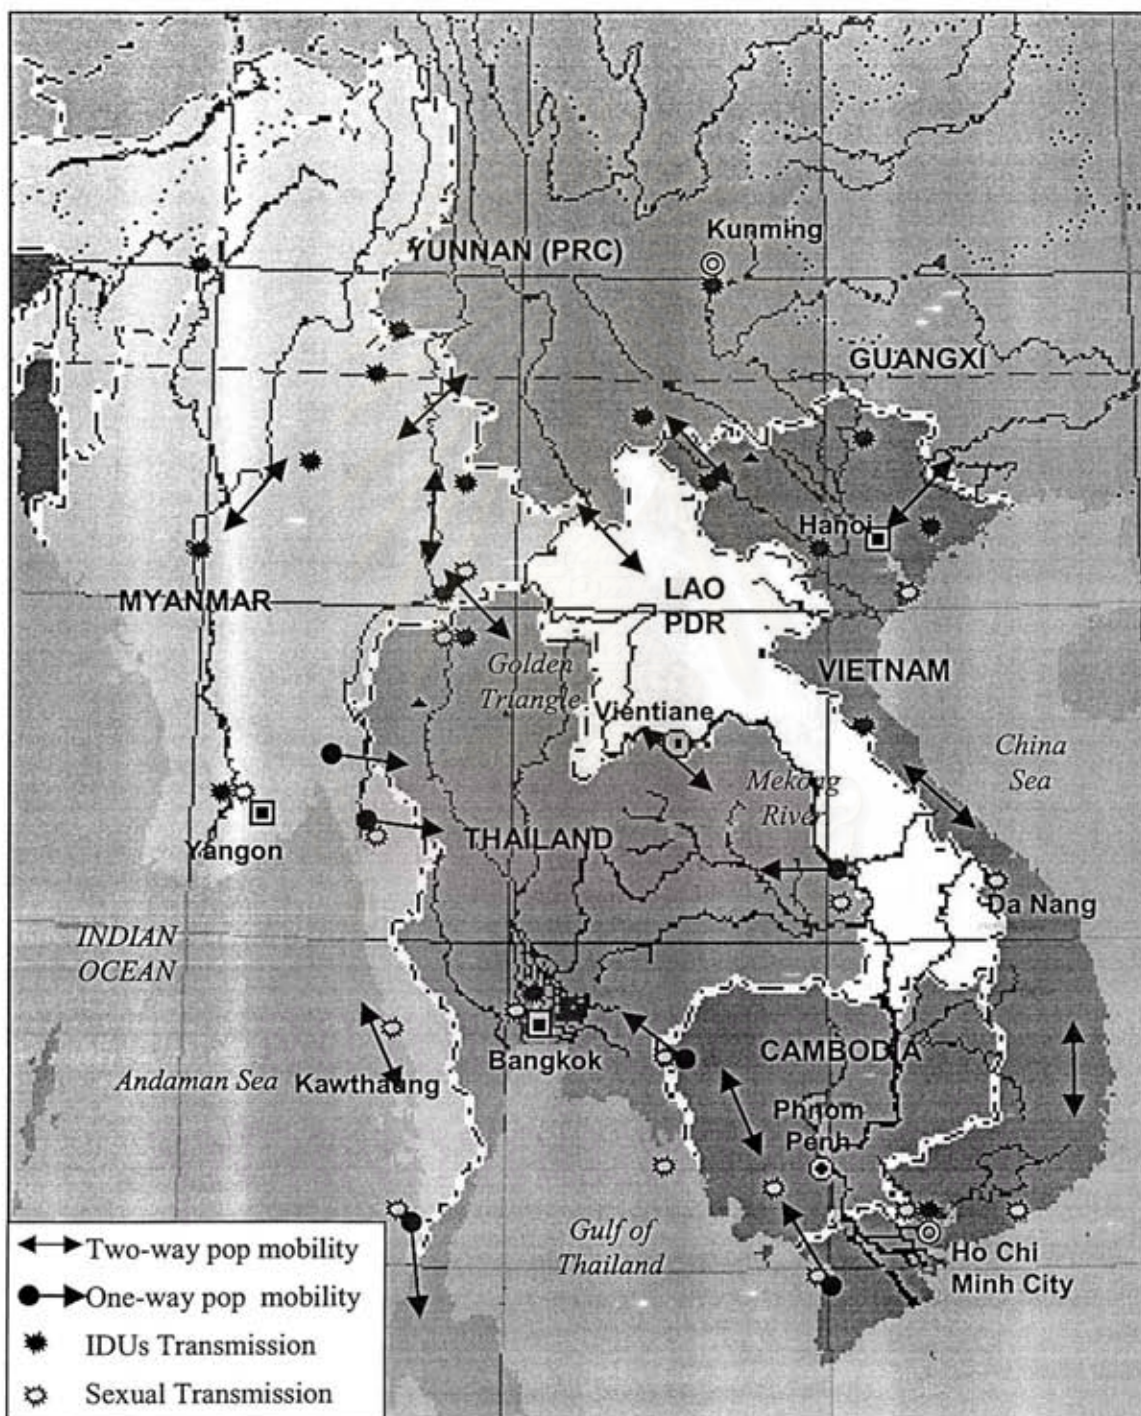 Kunming
YUNNAN (PRC)
GUANGXI
Hanoi
MYANMAR
LAO
PDR
Golden
Triangle
VIETNAM
Vientiane
China
Sea
Mekong
River
THAILAND
Yangon
Da Nang
INDIAN
OCEAN
Bangkok
CAMBODIA
Andaman Sea
Kawthaung
Phnom
Penh
Gulf of
Thailand
Ho Chi
Minh City
Two-way pop mobility
One-way pop mobility
IDUs Transmission
Sexual Transmission